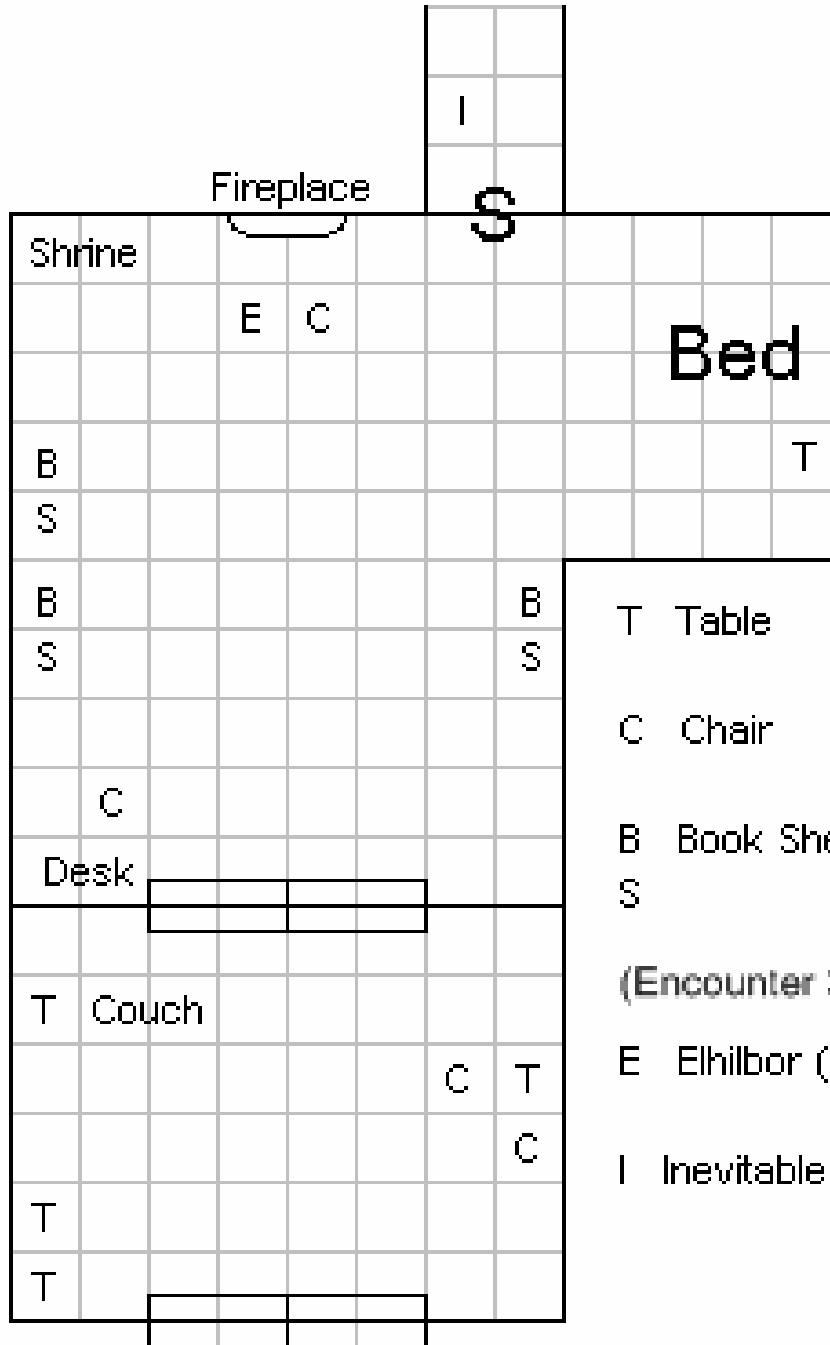 I
Fireplace
S
Shrine
E C
Bed
B
T
S
B B
S S
C
Desk
T Couch
C T
C
T
T
T Table
C Chair
B Book She
S
(Encounter
E Elhilbor (
I Inevitable